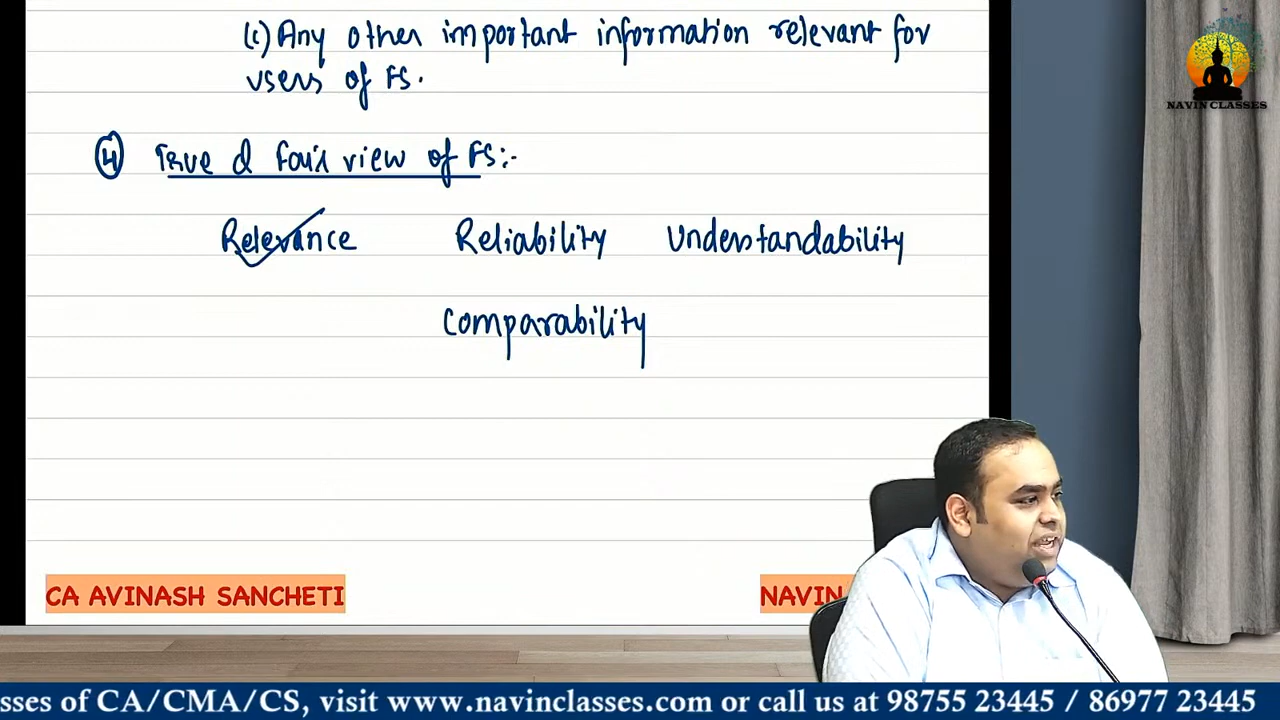 (c) Any other important information relevant for
users of FS.
NAVIN CLASSES
④ True & Fair view of FS:-
Relevance Reliability Understandability
Comparability
CA AVINASH SANCHETI
NAVIN
sses of CA/CMA/CS, visit www.navinclasses.com or call us at 98755 23445 / 86977 23445